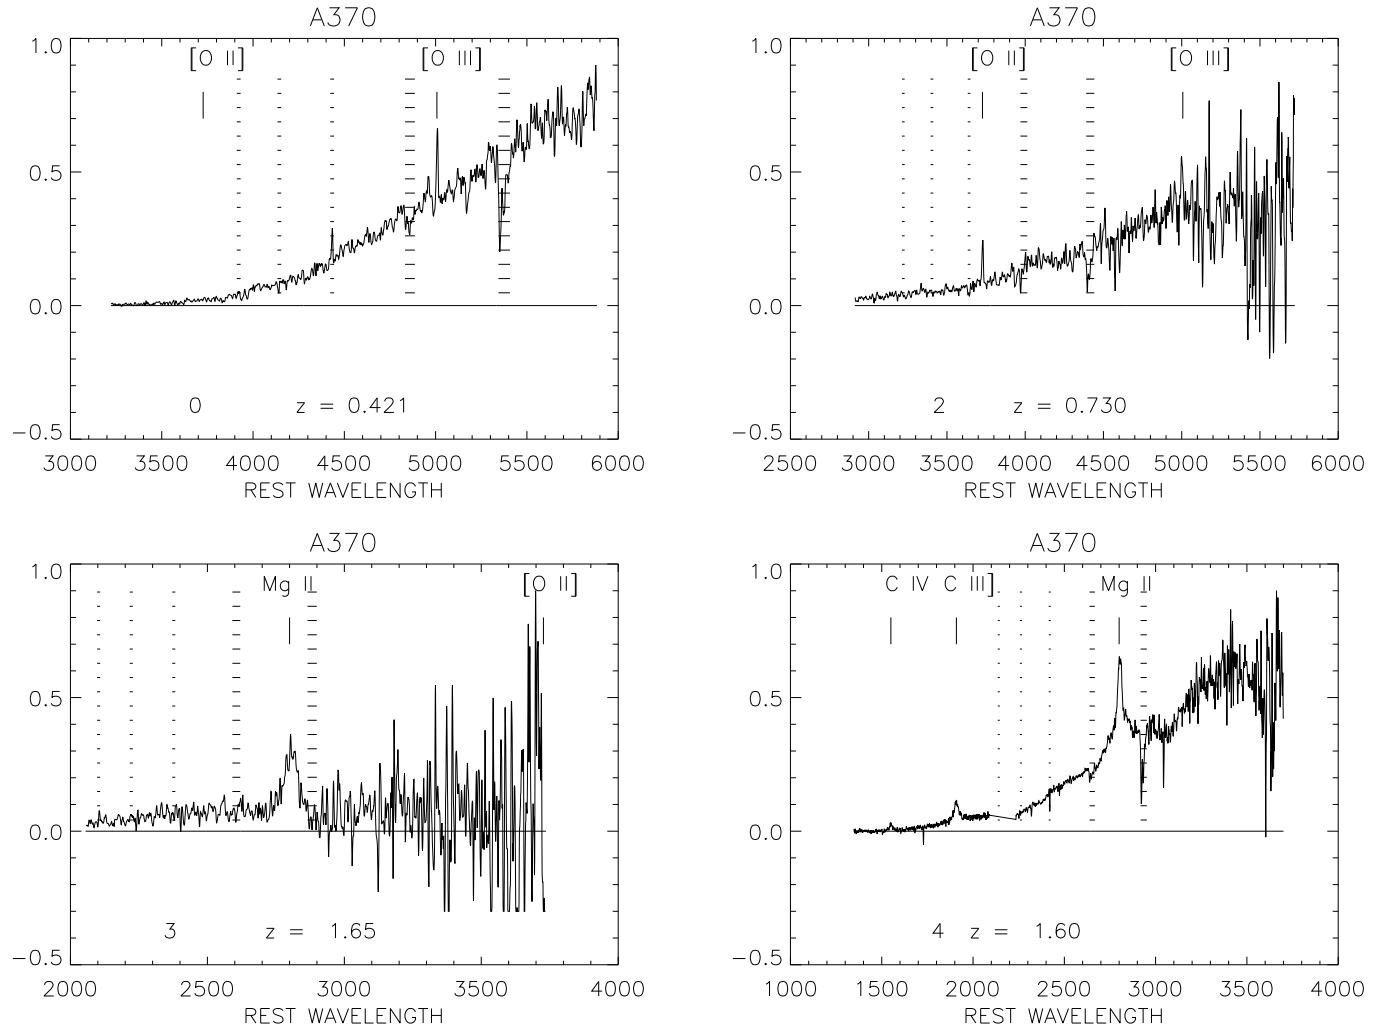 A370
[O II] [O III]
1.0
0.5
0.0
−0.5
0 z = 0.421
3000 3500 4000 4500 5000 5500 6000
REST WAVELENGTH
A370
[O II] [O III]
1.0
0.5
0.0
−0.5
2 z = 0.730
2500 3000 3500 4000 4500 5000 5500 6000
REST WAVELENGTH
A370
Mg II [O II]
1.0
0.5
0.0
−0.5
3 z = 1.65
2000 2500 3000 3500 4000
REST WAVELENGTH
A370
C IV C III] Mg II
1.0
0.5
0.0
−0.5
4 z = 1.60
1000 1500 2000 2500 3000 3500 4000
REST WAVELENGTH